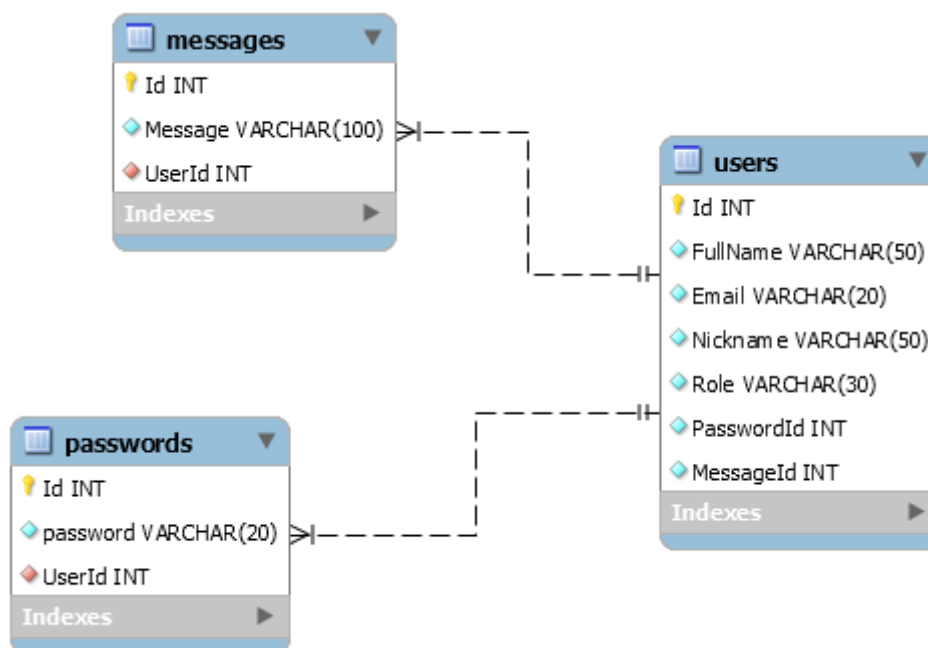 messages
Id INT
Message VARCHAR(100)
UserId INT
Indexes
users
Id INT
FullName VARCHAR(50)
Email VARCHAR(20)
Nickname VARCHAR(50)
Role VARCHAR(30)
PasswordId INT
MessageId INT
Indexes
passwords
Id INT
password VARCHAR(20)
UserId INT
Indexes